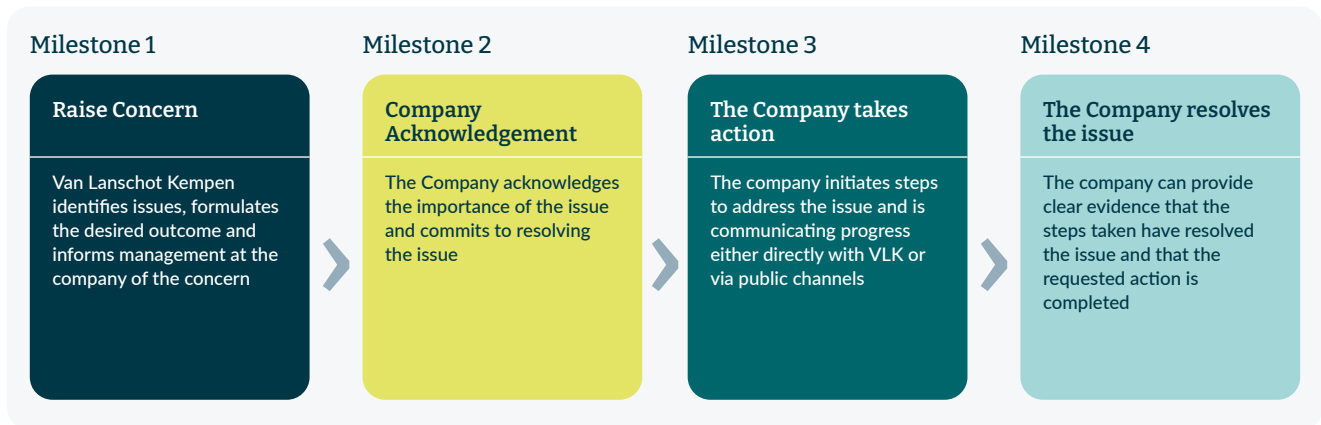 Milestone 1
Raise Concern
Van Lanschot Kempen
identifies issues, formulates
the desired outcome and
informs management at the
company of the concern
Milestone 2
Company
Acknowledgement
The Company acknowledges
the importance of the issue
and commits to resolving
the issue
Milestone 3
The Company takes
action
The company initiates steps
to address the issue and is
communicating progress
either directly with VLK or
via public channels
Milestone 4
The Company resolves
the issue
The company can provide
clear evidence that the
steps taken have resolved
the issue and that the
requested action is
completed